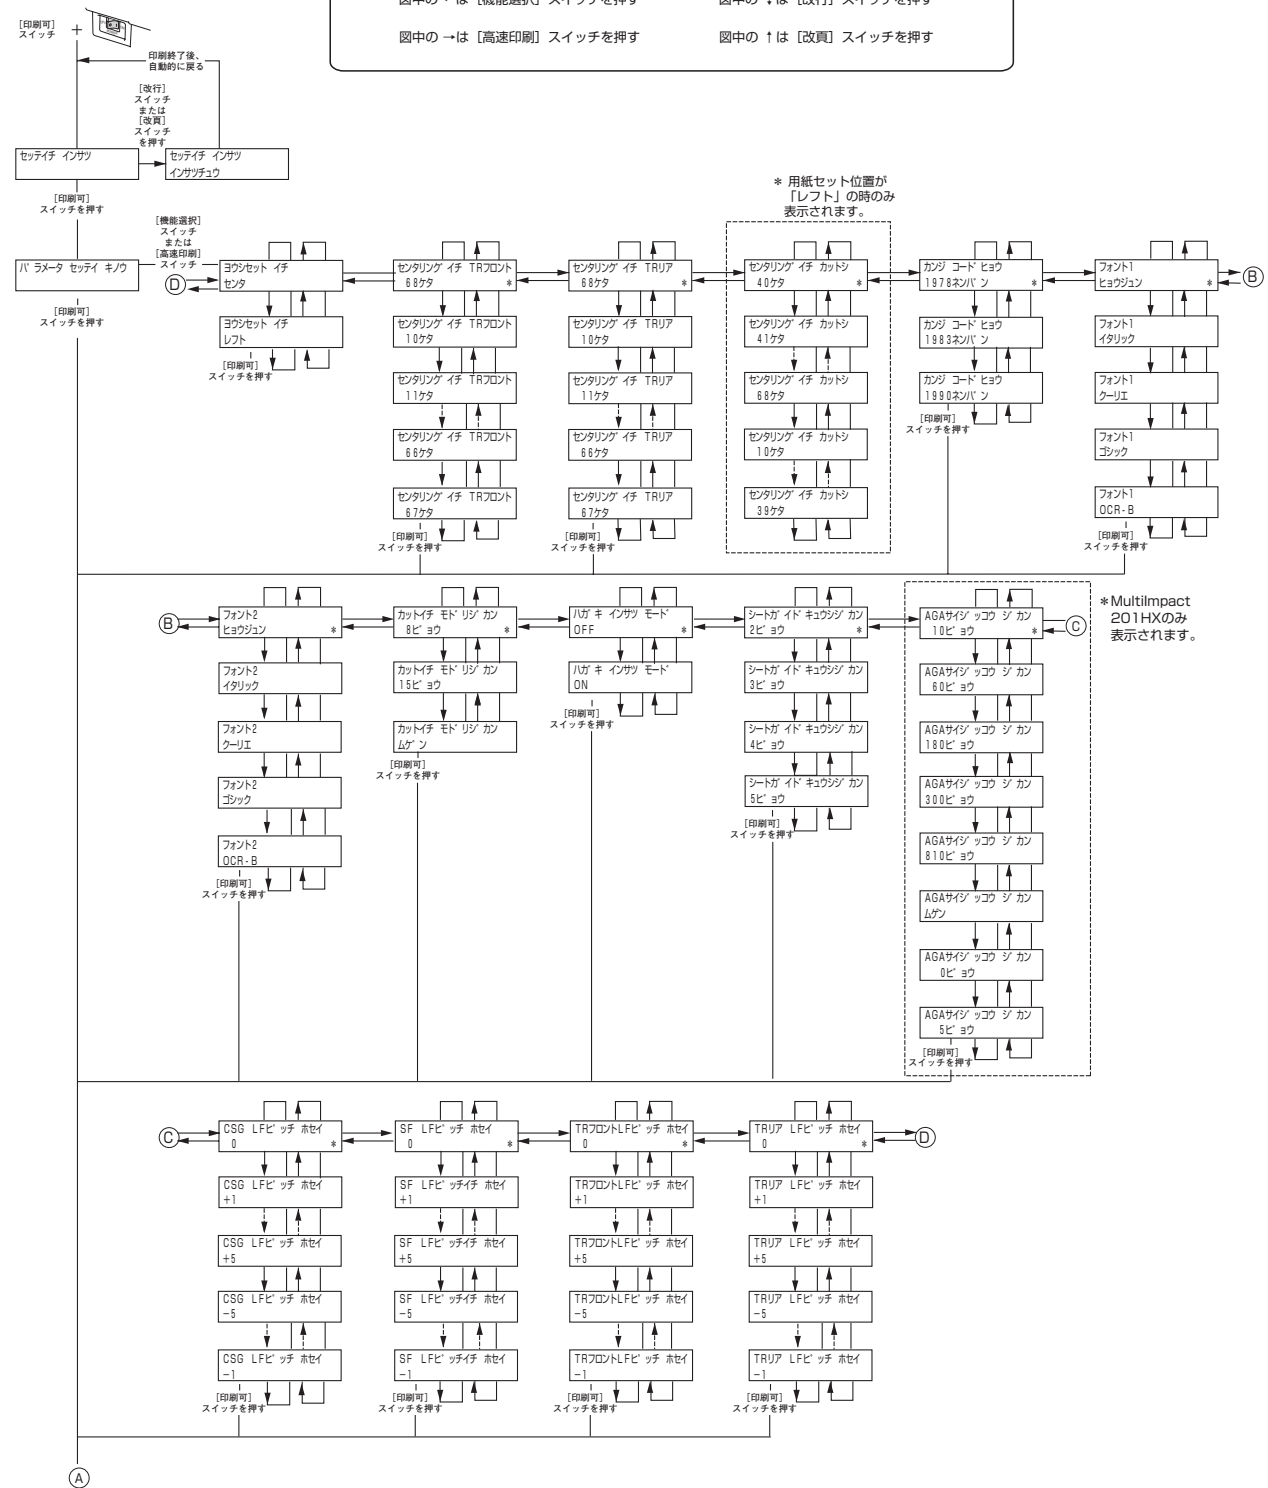 図中の → は［高速印刷］スイッチを押す
図中の ↑ は［改頁］スイッチを押す
［印刷可］
スイッチ
+
印刷終了後、
自動的に戻る
［改行］
スイッチ
または
［改頁］
スイッチ
を押す
セッテイチ インサツ
セッテイチ インサツ
インサツチュウ
［印刷可］
スイッチを押す
＊ 用紙セット位置が
「レフト」の時のみ
表示されます。
［機能選択］
スイッチ
または
［高速印刷］
スイッチ
パラメータ セッテイ キノウ
［印刷可］
スイッチを押す
D
ヨウシセット イチ
センタ
ヨウシセット イチ
レフト
［印刷可］
スイッチを押す
センタリングイチ TRフロント
68ケタ *
センタリングイチ TRフロント
10ケタ
センタリングイチ TRフロント
11ケタ
センタリングイチ TRフロント
66ケタ
センタリングイチ TRフロント
67ケタ
［印刷可］
スイッチを押す
センタリングイチ TRリア
68ケタ *
センタリングイチ TRリア
10ケタ
センタリングイチ TRリア
11ケタ
センタリングイチ TRリア
66ケタ
センタリングイチ TRリア
67ケタ
［印刷可］
スイッチを押す
センタリングイチ カットシ
40ケタ *
センタリングイチ カットシ
41ケタ
センタリングイチ カットシ
68ケタ
センタリングイチ カットシ
10ケタ
センタリングイチ カットシ
39ケタ
カンジ コードヒョウ
1978ネンバン *
カンジ コードヒョウ
1983ネンバン
カンジ コードヒョウ
1990ネンバン
［印刷可］
スイッチを押す
フォント1
ヒョウジュン *
フォント1
イタリック
フォント1
クーリエ
フォント1
ゴシック
フォント1
OCR-B
［印刷可］
スイッチを押す
B
B
フォント2
ヒョウジュン *
フォント2
イタリック
フォント2
クーリエ
フォント2
ゴシック
フォント2
OCR-B
［印刷可］
スイッチを押す
カットイチ モドリジカン
8ビョウ *
カットイチ モドリジカン
15ビョウ
カットイチ モドリジカン
ムゲン
［印刷可］
スイッチを押す
ハガキ インサツ モード
OFF *
ハガキ インサツ モード
ON
［印刷可］
スイッチを押す
シートガイドキュウシジカン
2ビョウ *
シートガイドキュウシジカン
3ビョウ
シートガイドキュウシジカン
4ビョウ
シートガイドキュウシジカン
5ビョウ
［印刷可］
スイッチを押す
AGAサイジッコウ ジカン
10ビョウ *
AGAサイジッコウ ジカン
60ビョウ
AGAサイジッコウ ジカン
180ビョウ
AGAサイジッコウ ジカン
300ビョウ
AGAサイジッコウ ジカン
810ビョウ
AGAサイジッコウ ジカン
ムゲン
AGAサイジッコウ ジカン
0ビョウ
AGAサイジッコウ ジカン
5ビョウ
［印刷可］
スイッチを押す
C
＊MultiImpact
201HXのみ
表示されます。
C
CSG LFピッチ ホセイ
0 *
CSG LFピッチ ホセイ
+1
CSG LFピッチ ホセイ
+5
CSG LFピッチ ホセイ
−5
CSG LFピッチ ホセイ
−1
［印刷可］
スイッチを押す
SF LFピッチ ホセイ
0 *
SF LFピッチイチ ホセイ
+1
SF LFピッチイチ ホセイ
+5
SF LFピッチイチ ホセイ
−5
SF LFピッチイチ ホセイ
−1
［印刷可］
スイッチを押す
TRフロントLFピッチ ホセイ
0 *
TRフロントLFピッチ ホセイ
+1
TRフロントLFピッチ ホセイ
+5
TRフロントLFピッチ ホセイ
−5
TRフロントLFピッチ ホセイ
−1
［印刷可］
スイッチを押す
TRリア LFピッチ ホセイ
0 *
TRリア LFピッチ ホセイ
+1
TRリア LFピッチ ホセイ
+5
TRリア LFピッチ ホセイ
−5
TRリア LFピッチ ホセイ
−1
［印刷可］
スイッチを押す
D
A